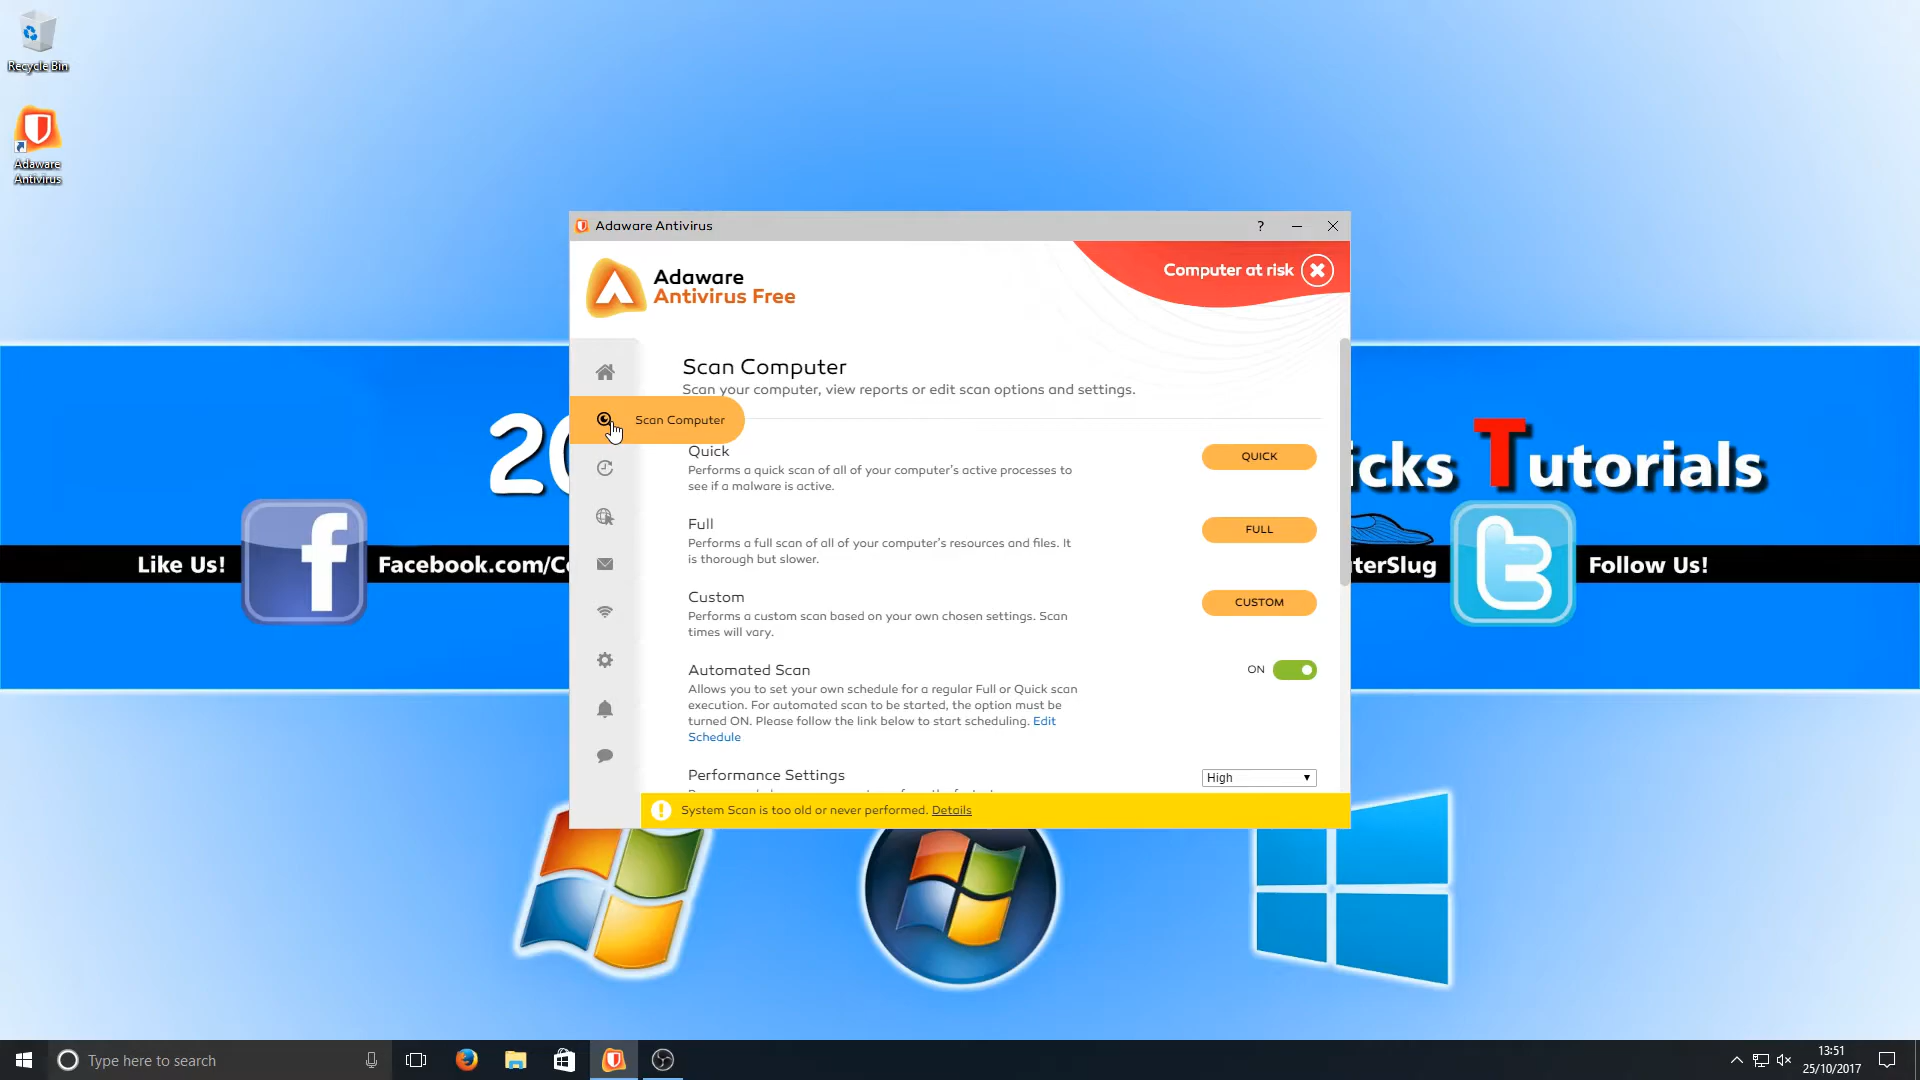 Recycle Bin
Adaware
Antivirus
Adaware Antivirus
?
Adaware
Antivirus Free
Computer at risk
Scan Computer
Scan your computer, view reports or edit scan options and settings.
Scan Computer
Quick
Performs a quick scan of all of your computer's active processes to
see if a malware is active.
QUICK
Full
Performs a full scan of all of your computer's resources and files. It
is thorough but slower.
FULL
Custom
Performs a custom scan based on your own chosen settings. Scan
times will vary.
CUSTOM
Automated Scan
ON
Allows you to set your own schedule for a regular Full or Quick scan
execution. For automated scan to be started, the option must be
turned ON. Please follow the link below to start scheduling. Edit
Schedule
Performance Settings
High
System Scan is too old or never performed. Details
20
icks Tutorials
Like Us!
Facebook.com/C
terSlug
Follow Us!
Type here to search
13:51
25/10/2017